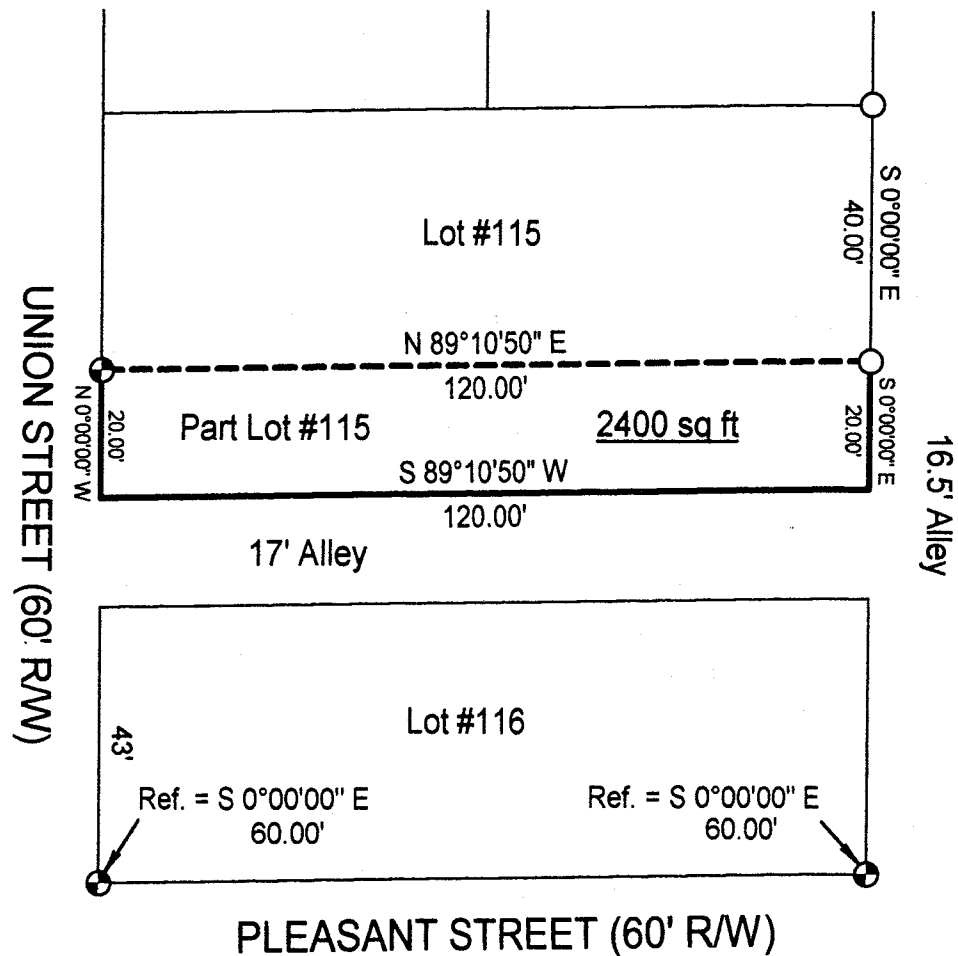 S 0°00'00" E
40.00'
Lot #115
UNION STREET (60' R/W)
N 89°10'50" E
120.00'
N 0°00'00" W
20.00'
Part Lot #115
2400 sq ft
S 0°00'00" E
20.00'
S 89°10'50" W
120.00'
16.5' Alley
17' Alley
Lot #116
43'
Ref. = S 0°00'00" E
60.00'
Ref. = S 0°00'00" E
60.00'
PLEASANT STREET (60' R/W)